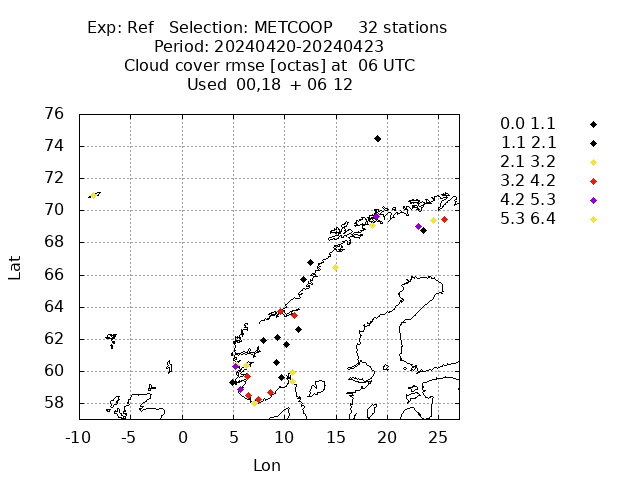 Exp: Ref   Selection: METCOOP     32 stations
Period: 20240420-20240423
Cloud cover rmse [octas] at  06 UTC
Used  00,18  + 06 12
76
74
72
70
68
66
64
62
60
58
-10 -5 0 5 10 15 20 25
Lat
Lon
0.0 1.1
1.1 2.1
2.1 3.2
3.2 4.2
4.2 5.3
5.3 6.4